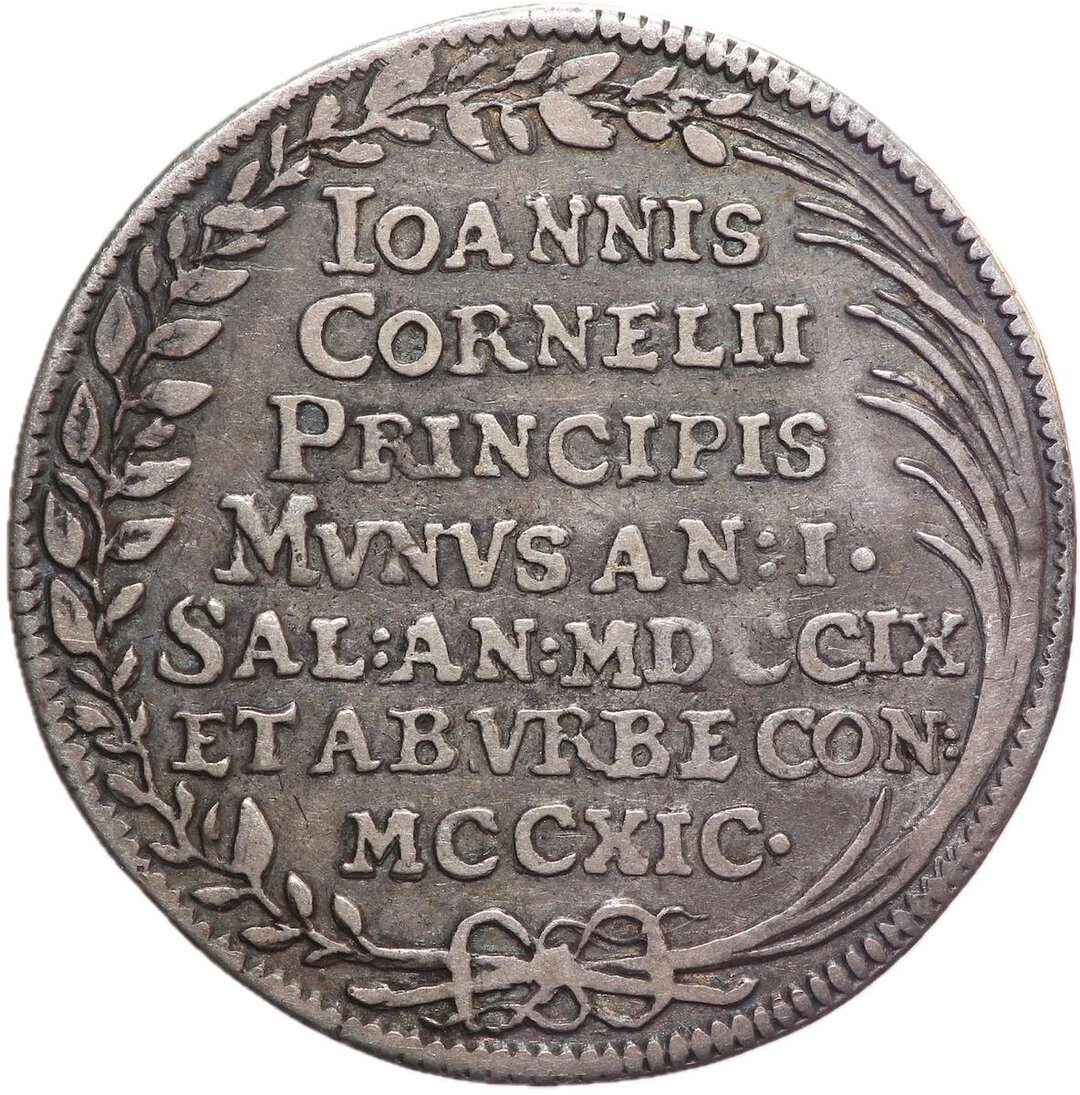 IOANNIS
CORNELII
PRINCIPIS
MVNVS AN:I·
SAL:AN:MDCCIX
ET AB VRBE CON:
MCCXIC·